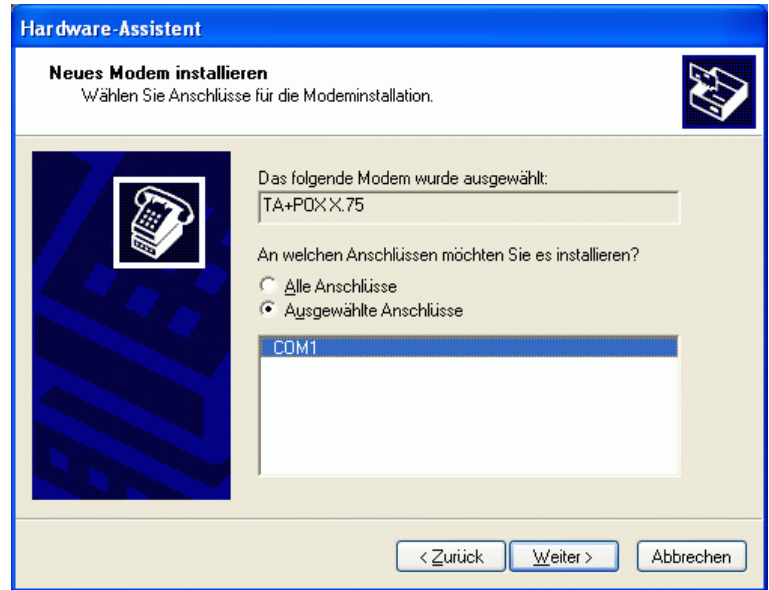 Hardware-Assistent
Neues Modem installieren
Wählen Sie Anschlüsse für die Modeminstallation.
Das folgende Modem wurde ausgewählt:
TA+POX X.75
An welchen Anschlüssen möchten Sie es installieren?
Alle Anschlüsse
Ausgewählte Anschlüsse
COM1
< Zurück
Weiter >
Abbrechen